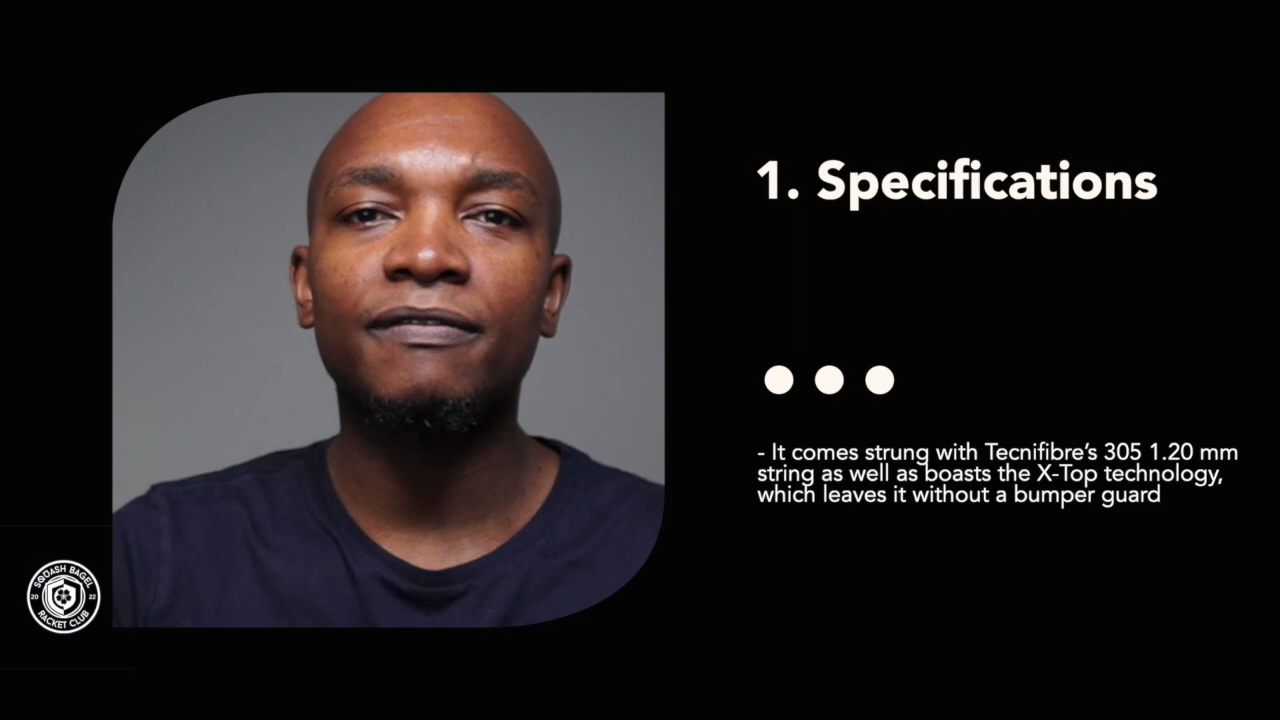 1. Specifications
- It comes strung with Tecnifibre’s 305 1.20 mm
string as well as boasts the X-Top technology,
which leaves it without a bumper guard
SQUASH BAGEL
20 22
RACKET CLUB